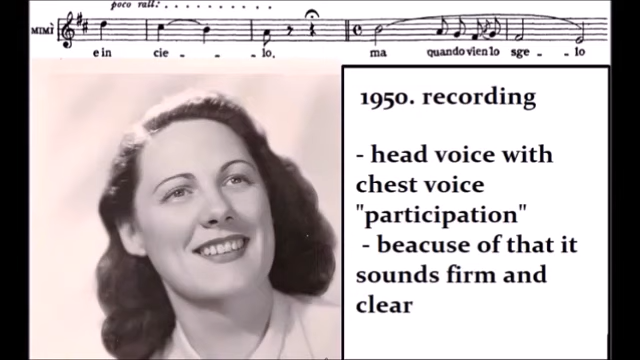 poco rall: . . . . . . . . . . .
MIMÌ
e in cie - - lo, ma quando vien lo sge - - lo
1950. recording
- head voice with
chest voice
"participation"
- beacuse of that it
sounds firm and
clear